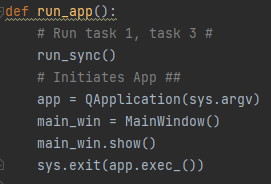 def run_app():
    # Run task 1, task 3 #
    run_sync()
    # Initiates App ##
    app = QApplication(sys.argv)
    main_win = MainWindow()
    main_win.show()
    sys.exit(app.exec_())